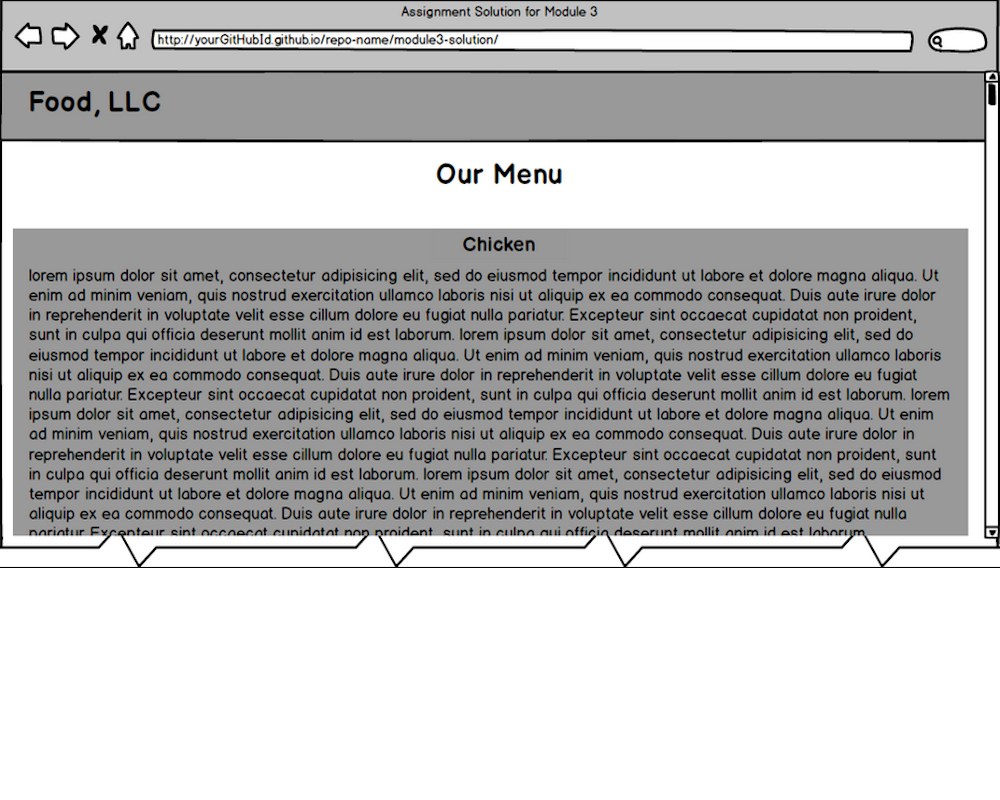 Assignment Solution for Module 3
http://yourGitHubId.github.io/repo-name/module3-solution/
Food, LLC
Our Menu
Chicken
lorem ipsum dolor sit amet, consectetur adipisicing elit, sed do eiusmod tempor incididunt ut labore et dolore magna aliqua. Ut
enim ad minim veniam, quis nostrud exercitation ullamco laboris nisi ut aliquip ex ea commodo consequat. Duis aute irure dolor
in reprehenderit in voluptate velit esse cillum dolore eu fugiat nulla pariatur. Excepteur sint occaecat cupidatat non proident,
sunt in culpa qui officia deserunt mollit anim id est laborum. lorem ipsum dolor sit amet, consectetur adipisicing elit, sed do
eiusmod tempor incididunt ut labore et dolore magna aliqua. Ut enim ad minim veniam, quis nostrud exercitation ullamco laboris
nisi ut aliquip ex ea commodo consequat. Duis aute irure dolor in reprehenderit in voluptate velit esse cillum dolore eu fugiat
nulla pariatur. Excepteur sint occaecat cupidatat non proident, sunt in culpa qui officia deserunt mollit anim id est laborum. lorem
ipsum dolor sit amet, consectetur adipisicing elit, sed do eiusmod tempor incididunt ut labore et dolore magna aliqua. Ut enim
ad minim veniam, quis nostrud exercitation ullamco laboris nisi ut aliquip ex ea commodo consequat. Duis aute irure dolor in
reprehenderit in voluptate velit esse cillum dolore eu fugiat nulla pariatur. Excepteur sint occaecat cupidatat non proident, sunt
in culpa qui officia deserunt mollit anim id est laborum. lorem ipsum dolor sit amet, consectetur adipisicing elit, sed do eiusmod
tempor incididunt ut labore et dolore magna aliqua. Ut enim ad minim veniam, quis nostrud exercitation ullamco laboris nisi ut
aliquip ex ea commodo consequat. Duis aute irure dolor in reprehenderit in voluptate velit esse cillum dolore eu fugiat nulla
pariatur. Excepteur sint occaecat cupidatat non proident, sunt in culpa qui officia deserunt mollit anim id est laborum.